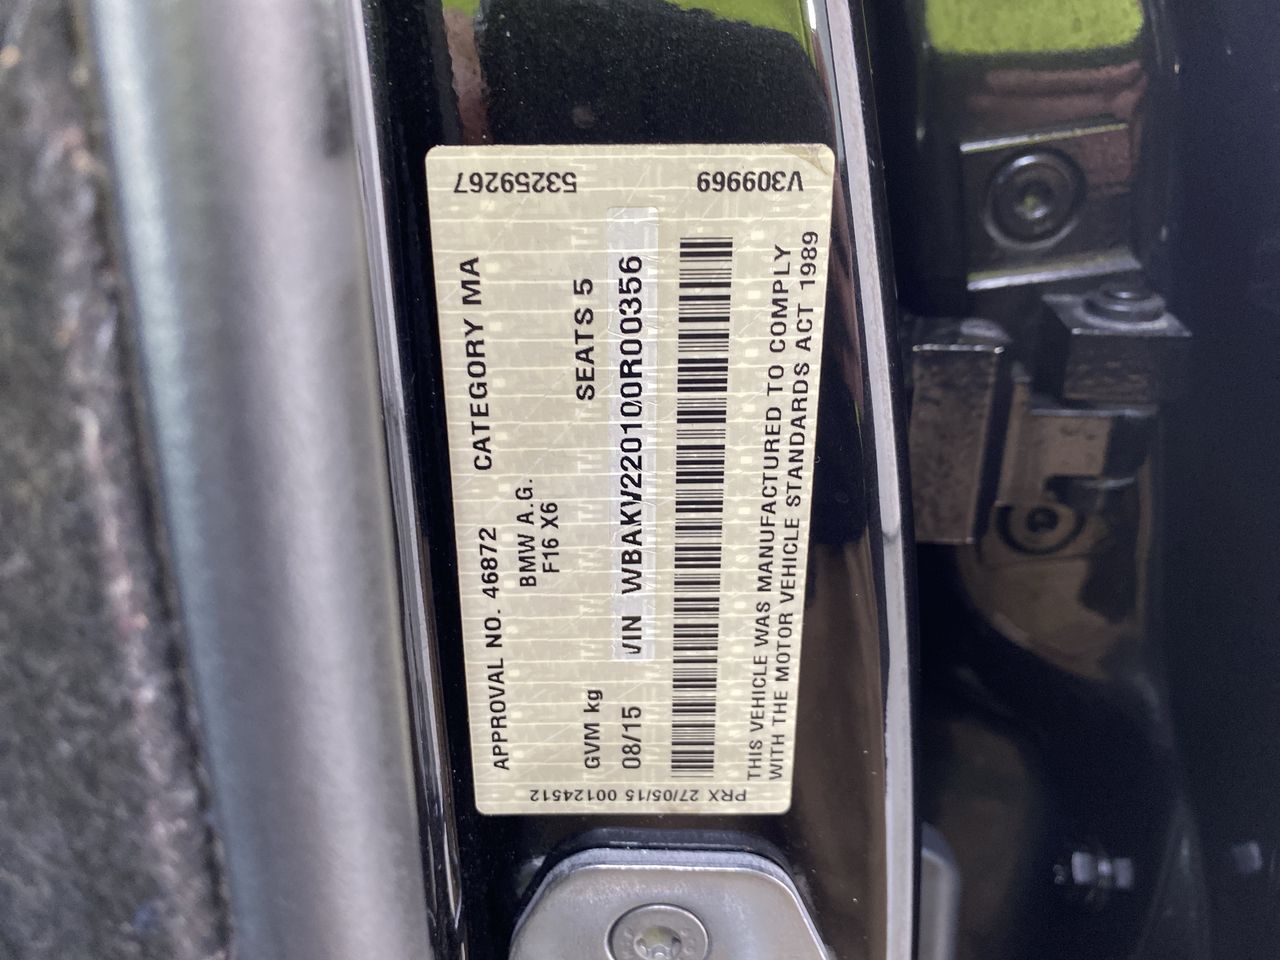 V309969
53259267
APPROVAL NO. 46872 CATEGORY MA
BMW A.G.
F16 X6
GVM kg SEATS 5
08/15 VIN WBAKV220100R00356
THIS VEHICLE WAS MANUFACTURED TO COMPLY
WITH THE MOTOR VEHICLE STANDARDS ACT 1989
PRX 27/05/15 00124512